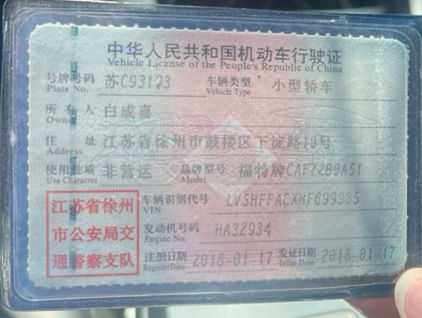 中华人民共和国机动车行驶证
Vehicle License of the People's Republic of China
号牌号码 苏C93123 车辆类型 小型轿车
Plate No. Vehicle Type
所有人 白成喜
Owner
住址 江苏省徐州市鼓楼区下淀路19号
Address
使用性质 非营运 品牌型号 福特牌CAF7200A51
Use Character Model
江苏省徐州 车辆识别代号 LVSHFFACXHF699985
市公安局交 VIN
通警察支队 发动机号码 HA32934
Engine No.
注册日期 2018-01-17 发证日期 2018-01-17
Register Date Issue Date